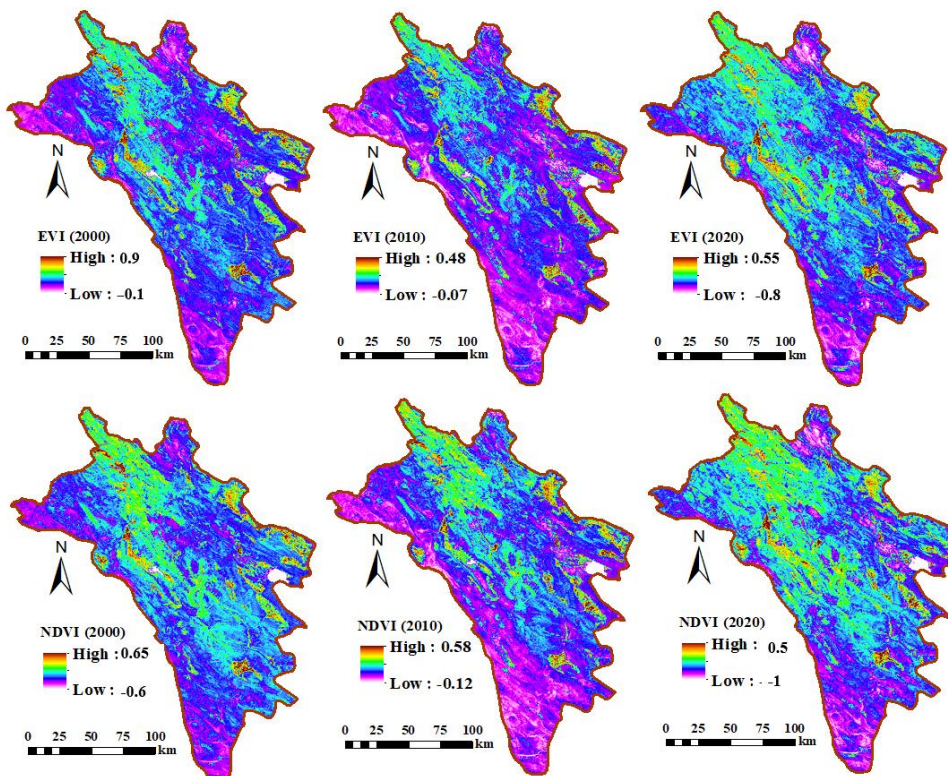 N
EVI (2000)
High : 0.9
Low : -0.1
0 25 50 75 100
km
N
EVI (2010)
High : 0.48
Low : -0.07
0 25 50 75 100
km
N
EVI (2020)
High : 0.55
Low : -0.8
0 25 50 75 100
km
N
NDVI (2000)
High : 0.65
Low : -0.6
0 25 50 75 100
km
N
NDVI (2010)
High : 0.58
Low : -0.12
0 25 50 75 100
km
N
NDVI (2020)
High : 0.5
Low : -1
0 25 50 75 100
km